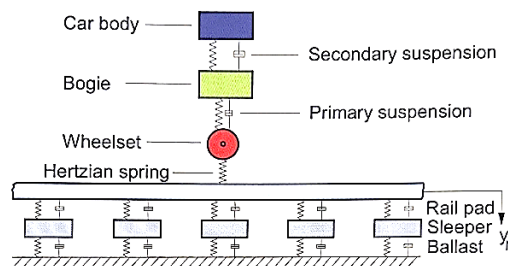 Car body
Secondary suspension
Bogie
Primary suspension
Wheelset
Hertzian spring
Rail pad
Sleeper
Ballast